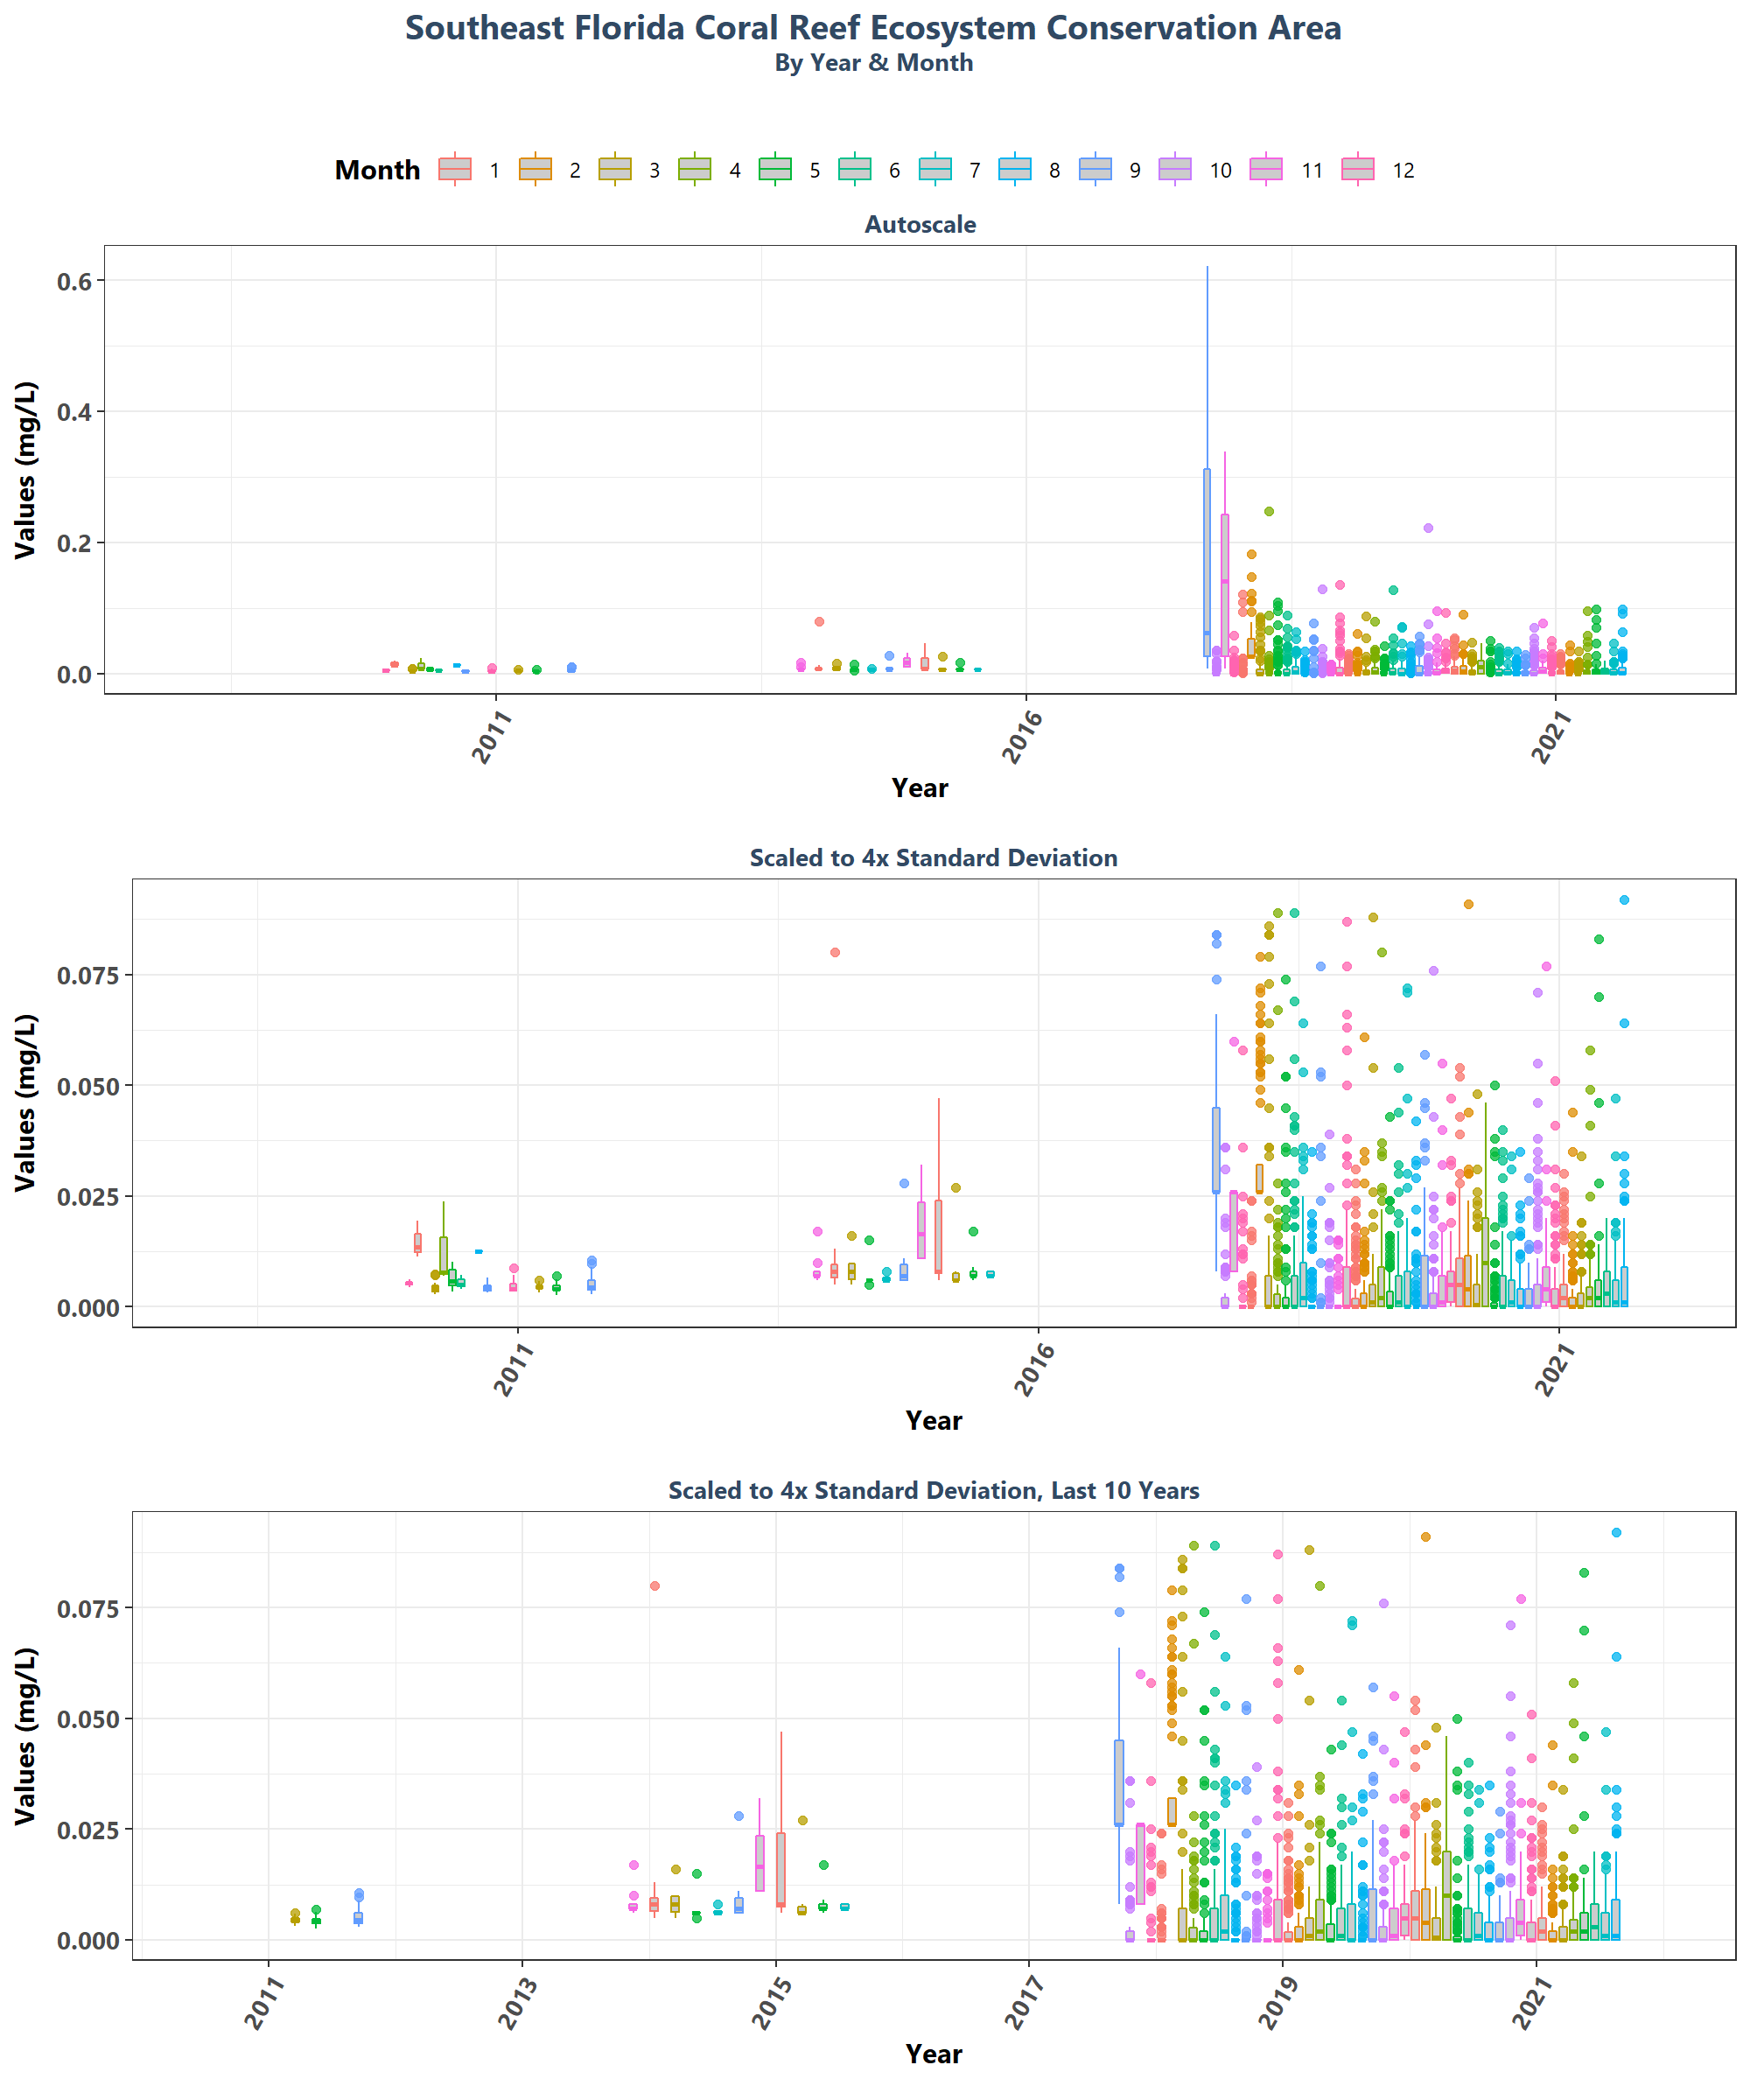 Southeast Florida Coral Reef Ecosystem Conservation Area
By Year & Month
Month 1 2 3 4 5 6 7 8 9 10 11 12
Autoscale
Values (mg/L)
0.6
0.4
0.2
0.0
2011 2016 2021
Year
Scaled to 4x Standard Deviation
Values (mg/L)
0.075
0.050
0.025
0.000
2011 2016 2021
Year
Scaled to 4x Standard Deviation, Last 10 Years
Values (mg/L)
0.075
0.050
0.025
0.000
2011 2013 2015 2017 2019 2021
Year